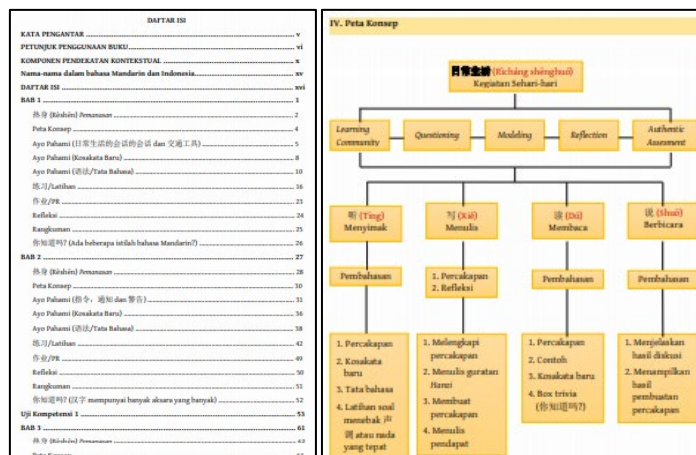 DAFTAR ISI
KATA PENGANTAR v
PETUNJUK PENGGUNAAN BUKU vi
KOMPONEN PENDEKATAN KONTEKSTUAL x
Nama-nama dalam bahasa Mandarin dan Indonesia xv
DAFTAR ISI xvi
BAB 1 1
热身 (Rèshēn) Pemanasan 2
Peta Konsep 4
Ayo Pahami (日常生活的会话的会话 dan 交通工具) 5
Ayo Pahami (Kosakata Baru) 8
Ayo Pahami (语法/Tata Bahasa) 10
练习/Latihan 16
作业/PR 23
Refleksi 24
Rangkuman 25
你知道吗? (Ada beberapa istilah bahasa Mandarin?) 26
BAB 2 27
热身 (Rèshēn) Pemanasan 28
Peta Konsep 30
Ayo Pahami (指令，通知 dan 警告) 31
Ayo Pahami (Kosakata Baru) 36
Ayo Pahami (语法/Tata Bahasa) 38
练习/Latihan 42
作业/PR 49
Refleksi 50
Rangkuman 51
你知道吗? (汉字 mempunyai banyak aksara yang banyak) 52
Uji Kompetensi 1 53
BAB 3 61
热身 (Rèshēn) Pemanasan
IV. Peta Konsep
日常生活 (Rìcháng shēnghuó)
Kegiatan Sehari-hari
Learning Community
Questioning
Modeling
Reflection
Authentic Assesment
听 (Tīng)
Menyimak
写 (Xiě)
Menulis
读 (Dú)
Membaca
说 (Shuō)
Berbicara
Pembahasan
1. Percakapan
2. Refleksi
Pembahasan
Pembahasan
1. Percakapan
2. Kosakata
baru
3. Tata bahasa
4. Latihan soal
menebak 声
调 atau nada
yang tepat
1. Melengkapi
percakapan
2. Menulis guratan
Hanzi
3. Membuat
percakapan
4. Menulis
pendapat
1. Percakapan
2. Contoh
3. Kosakata baru
4. Box trivia
(你知道吗?)
1. Menjelaskan
hasil diskusi
2. Menampilkan
hasil
pembuatan
percakapan